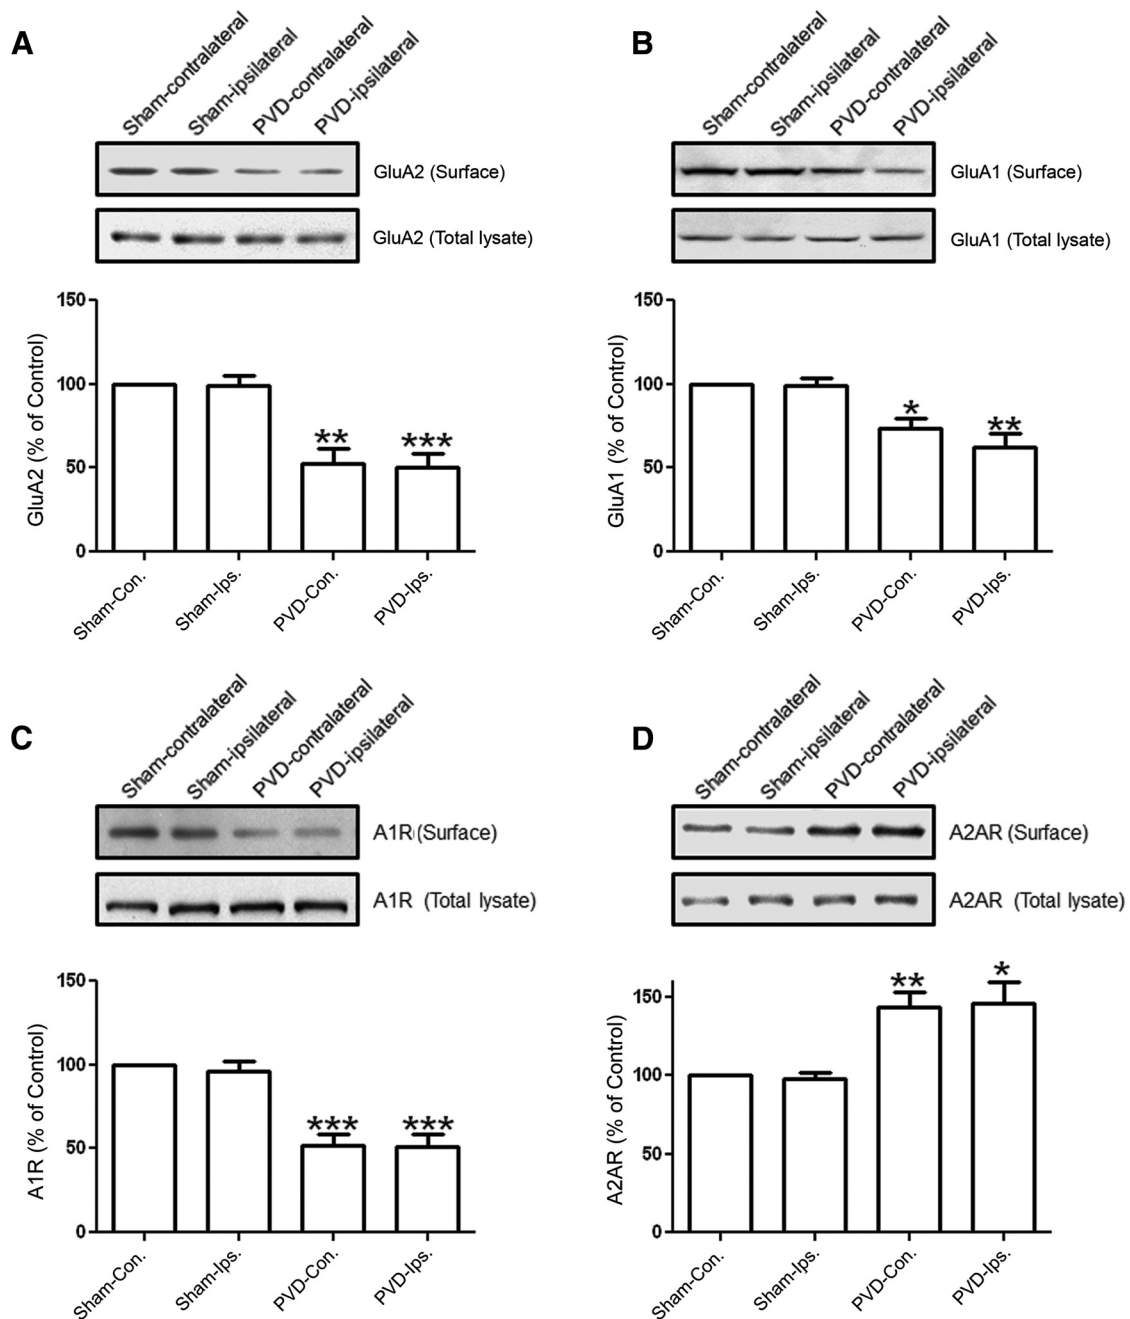 A
Sham-contralateral
Sham-ipsilateral
PVD-contralateral
PVD-ipsilateral
GluA2 (Surface)
GluA2 (Total lysate)
150
100
50
0
GluA2 (% of Control)
**
***
Sham-Con.
Sham-Ips.
PVD-Con.
PVD-Ips.
B
Sham-contralateral
Sham-ipsilateral
PVD-contralateral
PVD-ipsilateral
GluA1 (Surface)
GluA1 (Total lysate)
150
100
50
0
GluA1 (% of Control)
*
**
Sham-Con.
Sham-Ips.
PVD-Con.
PVD-Ips.
C
Sham-contralateral
Sham-ipsilateral
PVD-contralateral
PVD-ipsilateral
A1R (Surface)
A1R (Total lysate)
150
100
50
0
A1R (% of Control)
***
***
Sham-Con.
Sham-Ips.
PVD-Con.
PVD-Ips.
D
Sham-contralateral
Sham-ipsilateral
PVD-contralateral
PVD-ipsilateral
A2AR (Surface)
A2AR (Total lysate)
150
100
50
0
A2AR (% of Control)
**
*
Sham-Con.
Sham-Ips.
PVD-Con.
PVD-Ips.